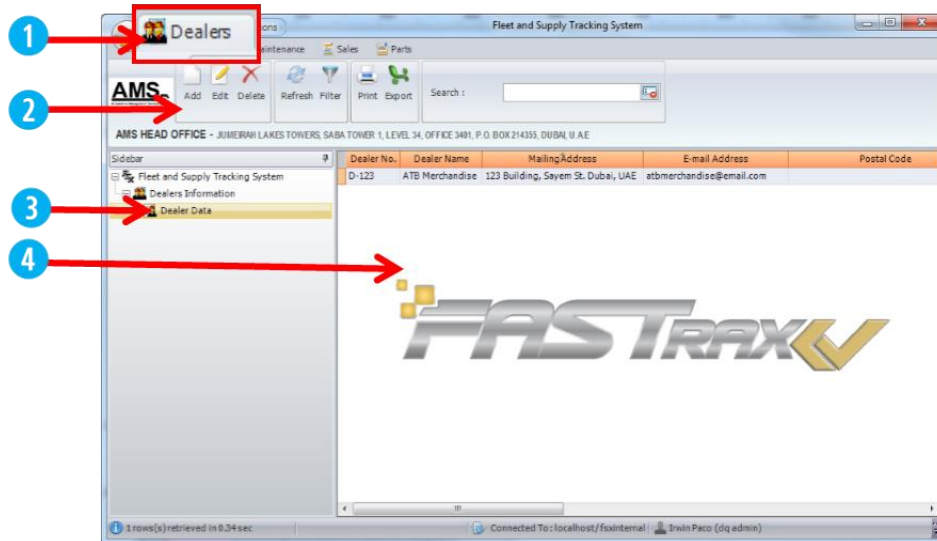 1
Dealers
ons
Fleet and Supply Tracking System
aintenance Sales Parts
AMS
2
Add Edit Delete Refresh Filter Print Export Search :
AMS HEAD OFFICE - JUMEIRAH LAKES TOWERS, SABA TOWER 1, LEVEL 34, OFFICE 3401, P.O. BOX 214355, DUBAI, U.A.E
Sidebar
Dealer No. Dealer Name Mailing Address E-mail Address Postal Code
Fleet and Supply Tracking System
D-123 ATB Merchandise 123 Building, Sayem St. Dubai, UAE atbmerchandise@email.com
Dealers Information
3
Dealer Data
4
FASTRAX
1 rows(s) retrieved in 0.34 sec
Connected To : localhost/fsxinternal
Irwin Paco (dq admin)